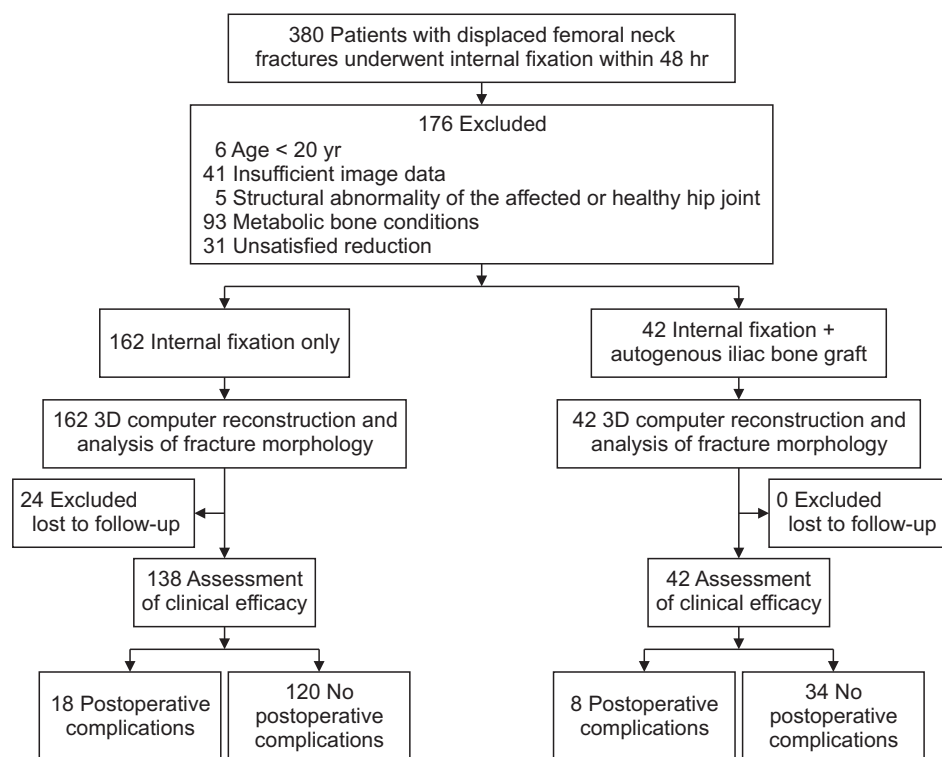 380 Patients with displaced femoral neck
fractures underwent internal fixation within 48 hr
176 Excluded
6 Age < 20 yr
41 Insufficient image data
5 Structural abnormality of the affected or healthy hip joint
93 Metabolic bone conditions
31 Unsatisfied reduction
162 Internal fixation only
42 Internal fixation +
autogenous iliac bone graft
162 3D computer reconstruction and
analysis of fracture morphology
42 3D computer reconstruction and
analysis of fracture morphology
24 Excluded
lost to follow-up
0 Excluded
lost to follow-up
138 Assessment
of clinical efficacy
42 Assessment
of clinical efficacy
18 Postoperative
complications
120 No
postoperative
complications
8 Postoperative
complications
34 No
postoperative
complications